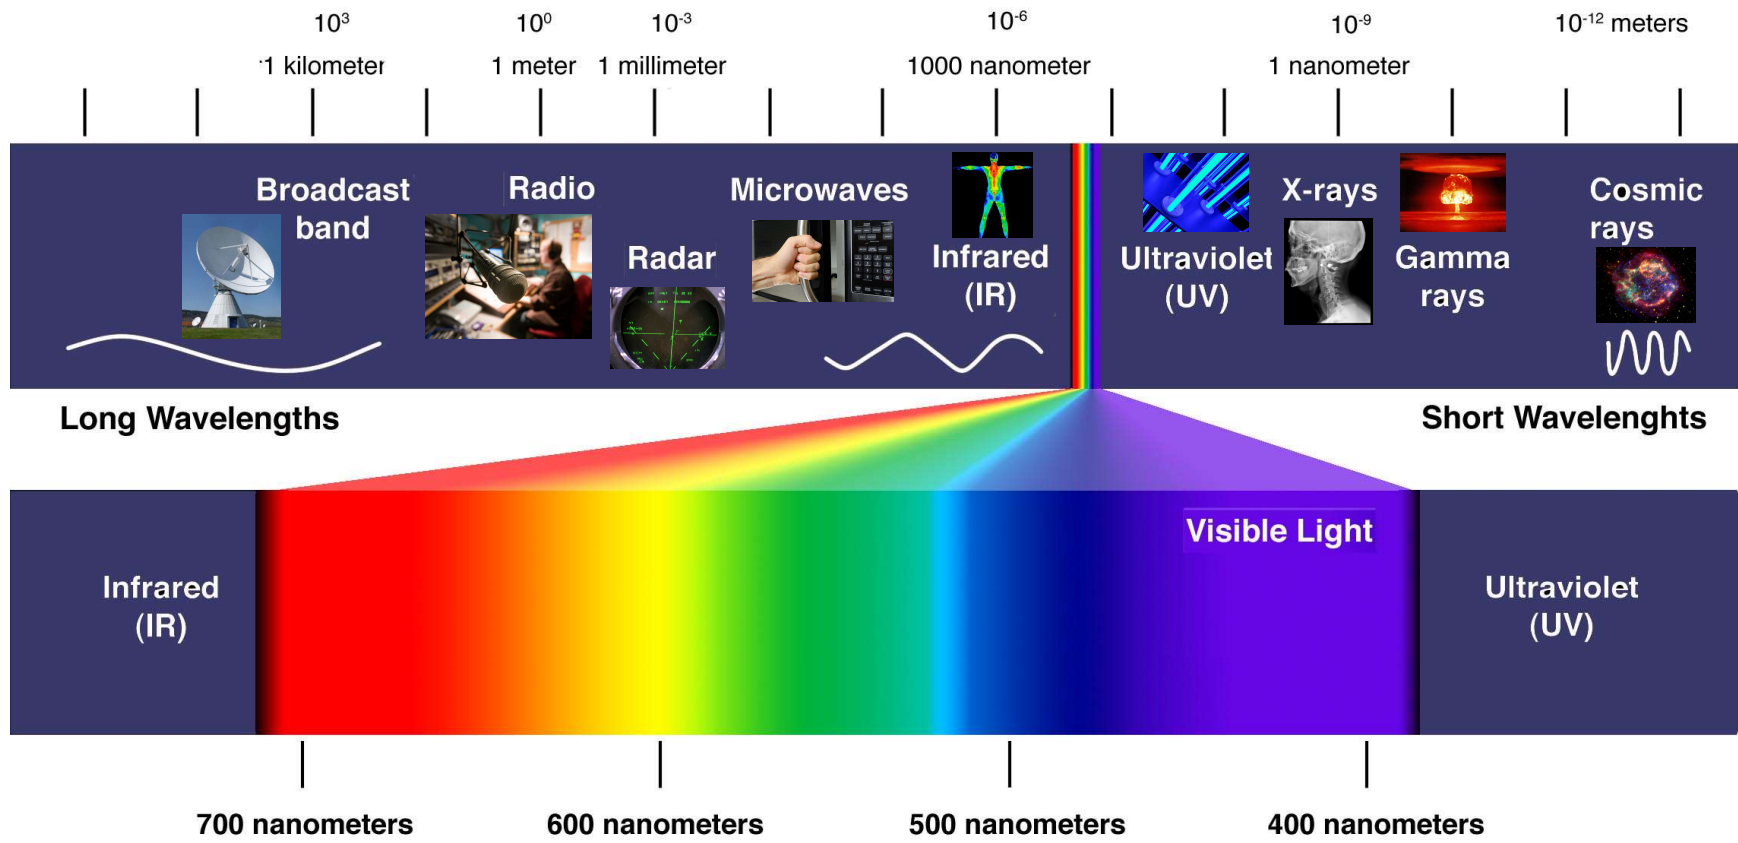 10³ 10⁰ 10⁻³ 10⁻⁶ 10⁻⁹ 10⁻¹² meters
1 kilometer 1 meter 1 millimeter 1000 nanometer 1 nanometer
Broadcast
band
Radio
Radar
Microwaves
Infrared
(IR)
Ultraviolet
(UV)
X-rays
Gamma
rays
Cosmic
rays
Long Wavelengths
Short Wavelenghts
Visible Light
Infrared
(IR)
Ultraviolet
(UV)
700 nanometers 600 nanometers 500 nanometers 400 nanometers